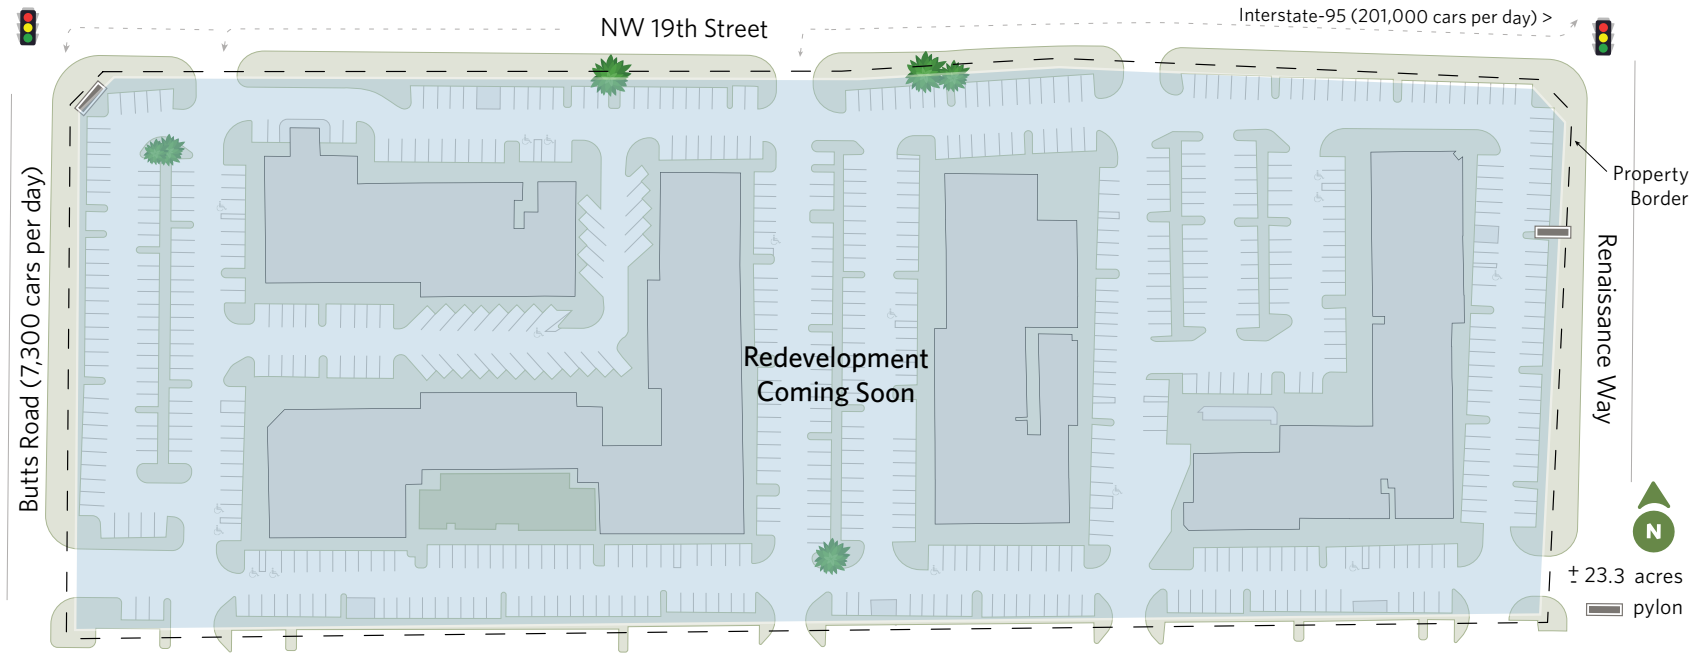 NW 19th Street
Interstate-95 (201,000 cars per day) >
Butts Road (7,300 cars per day)
Property
Border
Renaissance Way
Redevelopment
Coming Soon
N
± 23.3 acres
pylon